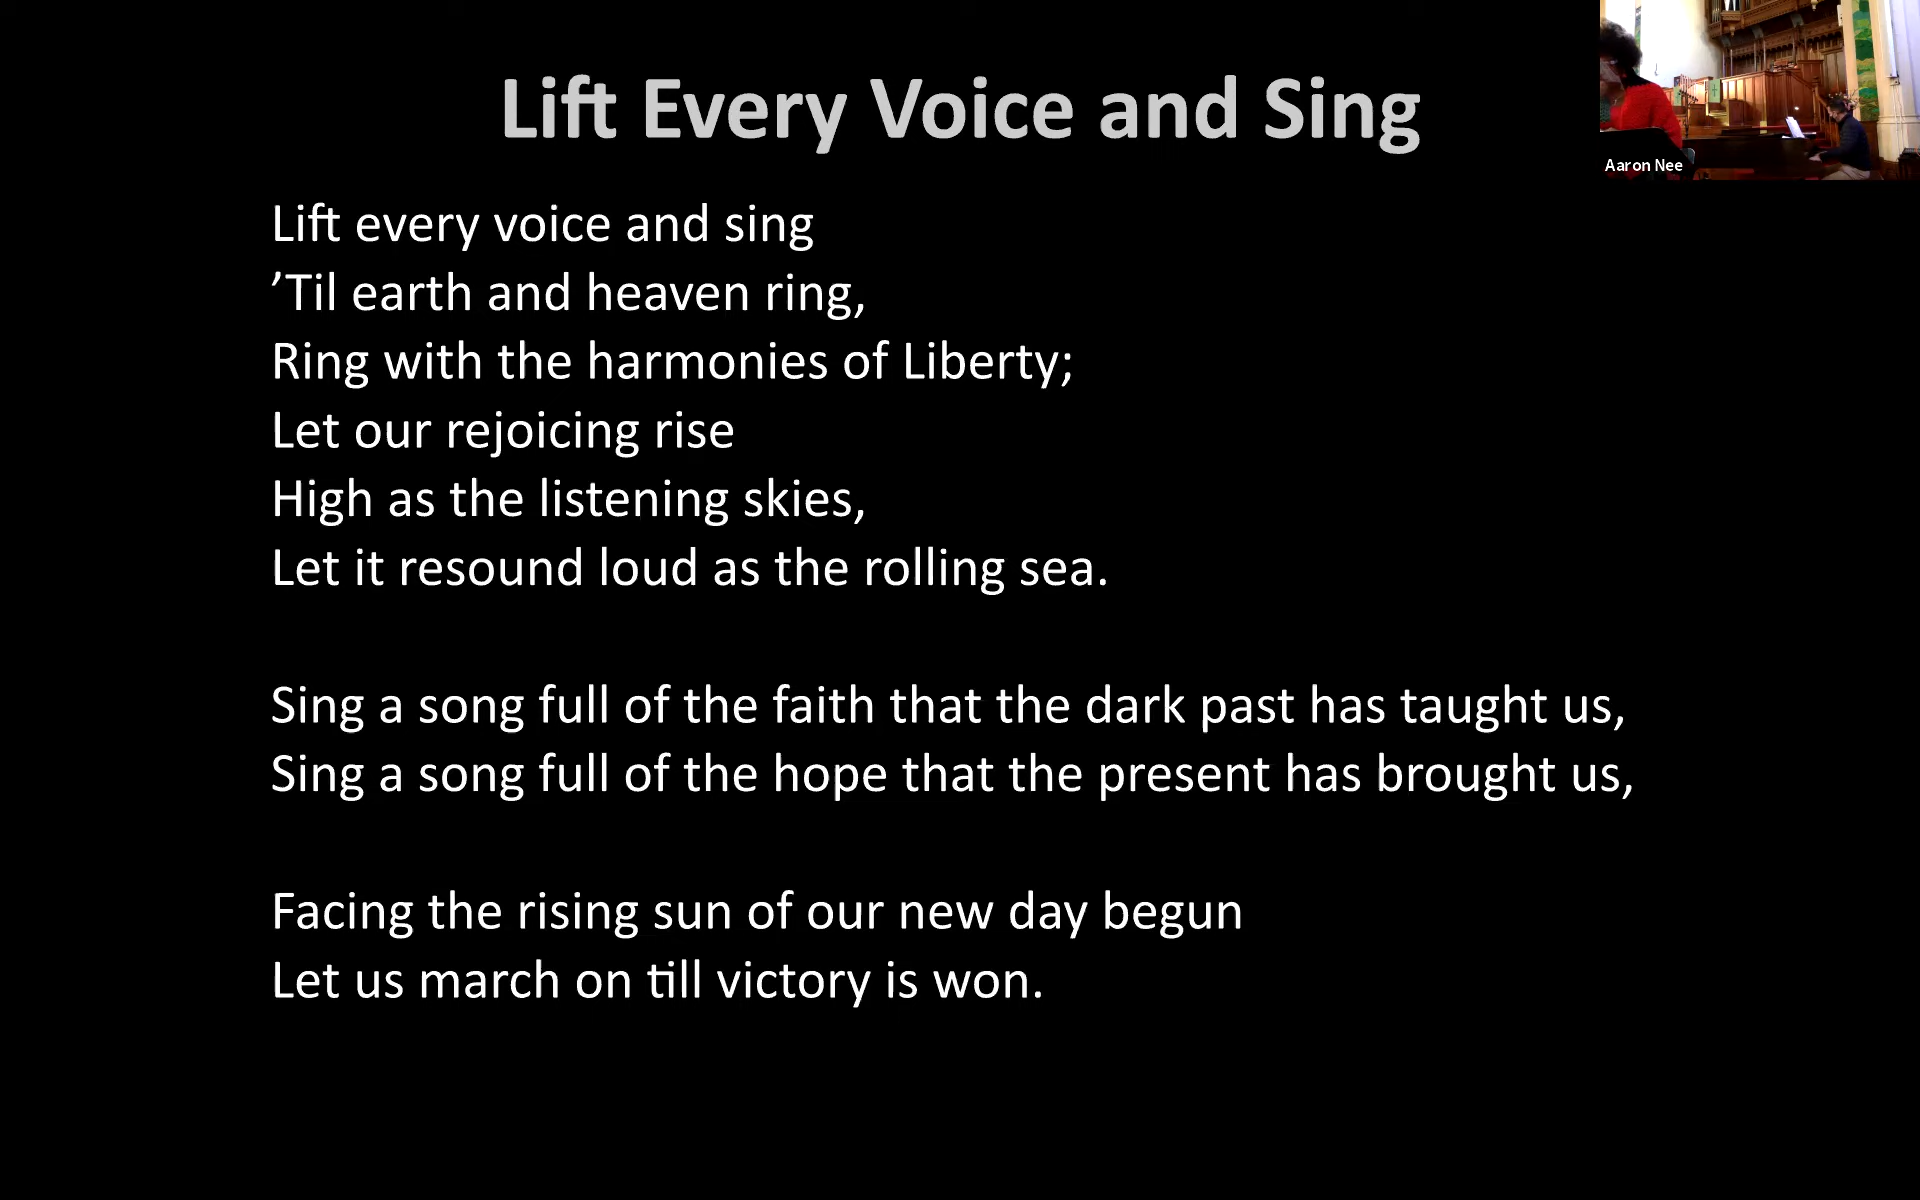 Lift Every Voice and Sing
Aaron Nee
Lift every voice and sing
’Til earth and heaven ring,
Ring with the harmonies of Liberty;
Let our rejoicing rise
High as the listening skies,
Let it resound loud as the rolling sea.
Sing a song full of the faith that the dark past has taught us,
Sing a song full of the hope that the present has brought us,
Facing the rising sun of our new day begun
Let us march on till victory is won.